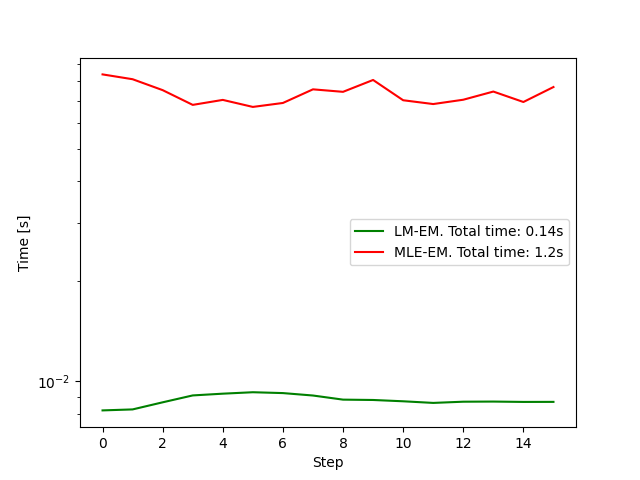 Time [s]
10⁻²
LM-EM. Total time: 0.14s
MLE-EM. Total time: 1.2s
0 2 4 6 8 10 12 14
Step